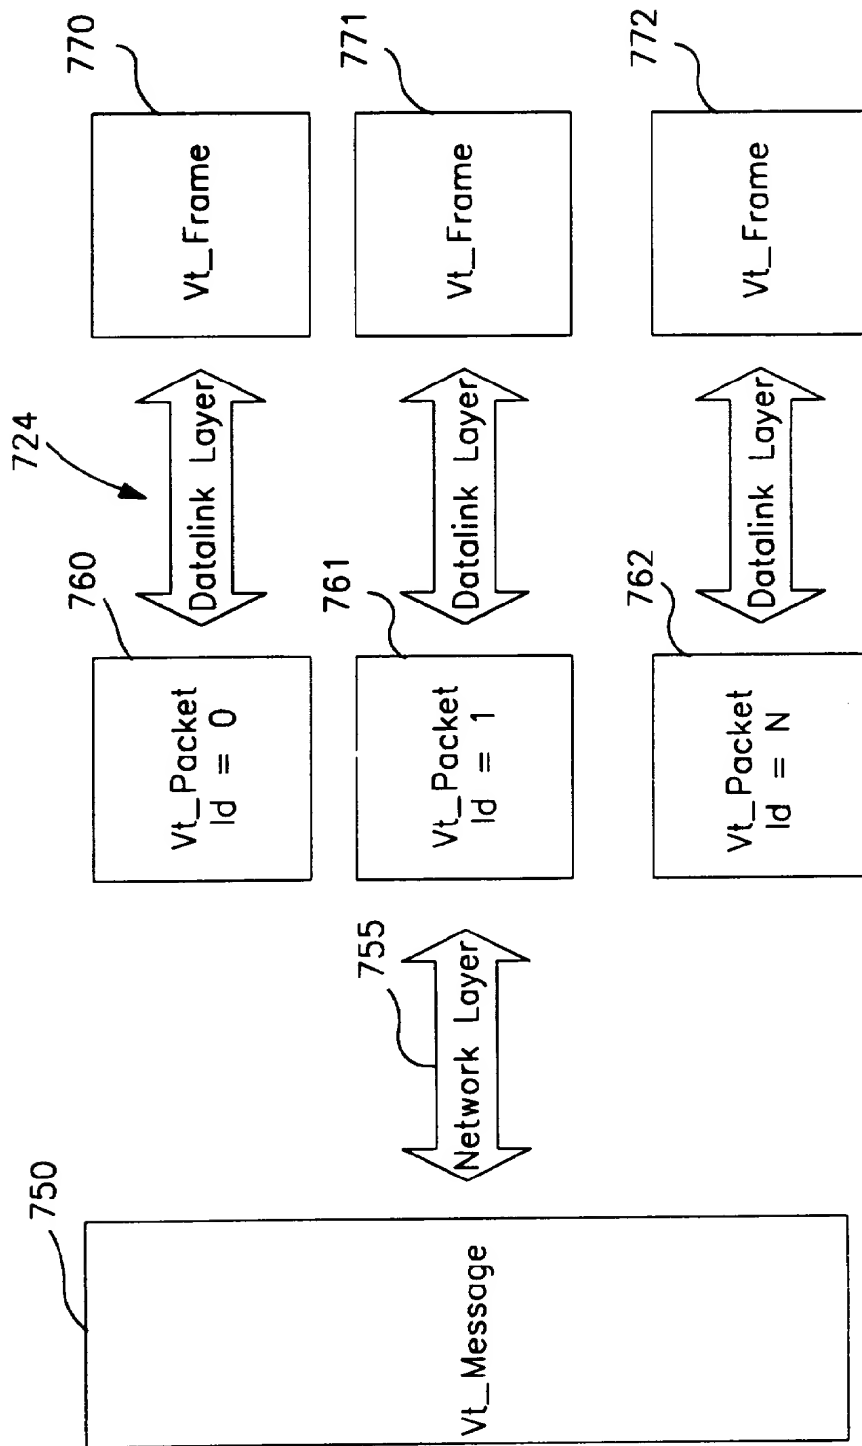 750
Vt_Message
755
Network Layer
760
Vt_Packet
Id = 0
761
Vt_Packet
Id = 1
762
Vt_Packet
Id = N
724
Datalink Layer
Datalink Layer
Datalink Layer
770
Vt_Frame
771
Vt_Frame
772
Vt_Frame